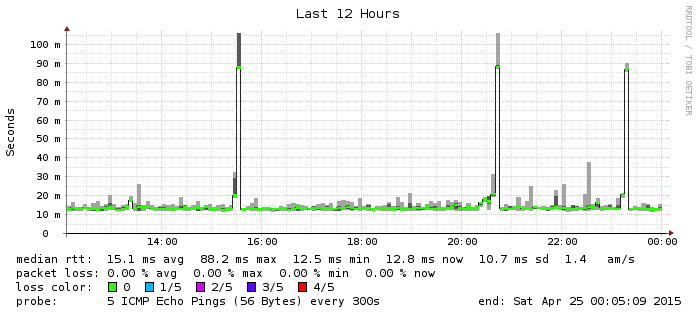 Last 12 Hours
RRDTOOL / TOBI OETIKER
Seconds
100 m
90 m
80 m
70 m
60 m
50 m
40 m
30 m
20 m
10 m
0
14:00 16:00 18:00 20:00 22:00 00:00
median rtt: 15.1 ms avg 88.2 ms max 12.5 ms min 12.8 ms now 10.7 ms sd 1.4 am/s
packet loss: 0.00 % avg 0.00 % max 0.00 % min 0.00 % now
loss color: 0 1/5 2/5 3/5 4/5
probe: 5 ICMP Echo Pings (56 Bytes) every 300s end: Sat Apr 25 00:05:09 2015